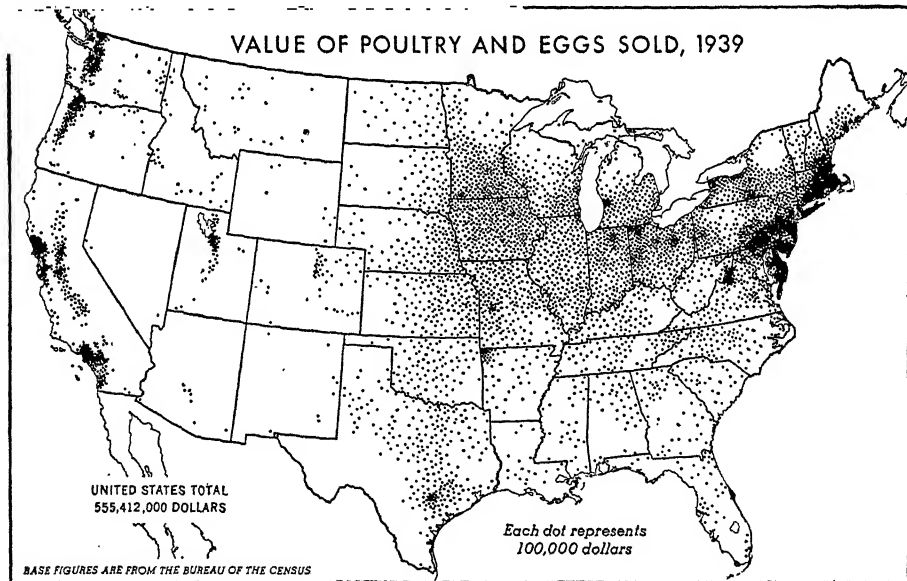 VALUE OF POULTRY AND EGGS SOLD, 1939
UNITED STATES TOTAL
555,412,000 DOLLARS
Each dot represents
100,000 dollars
BASE FIGURES ARE FROM THE BUREAU OF THE CENSUS